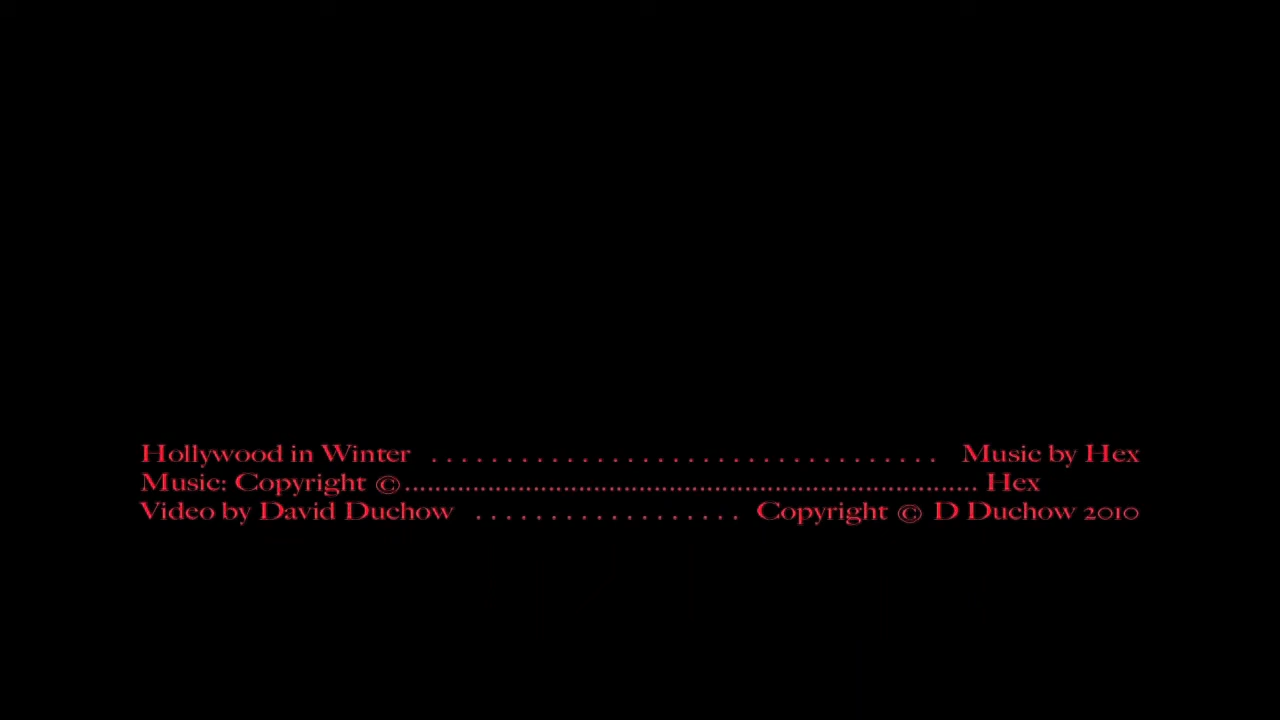 Hollywood in Winter . . . . . . . . . . . . . . . . . . . . . . . . . . . . . . . . . . Music by Hex
Music: Copyright ©............................................................................ Hex
Video by David Duchow . . . . . . . . . . . . . . . . . . Copyright © D Duchow 2010